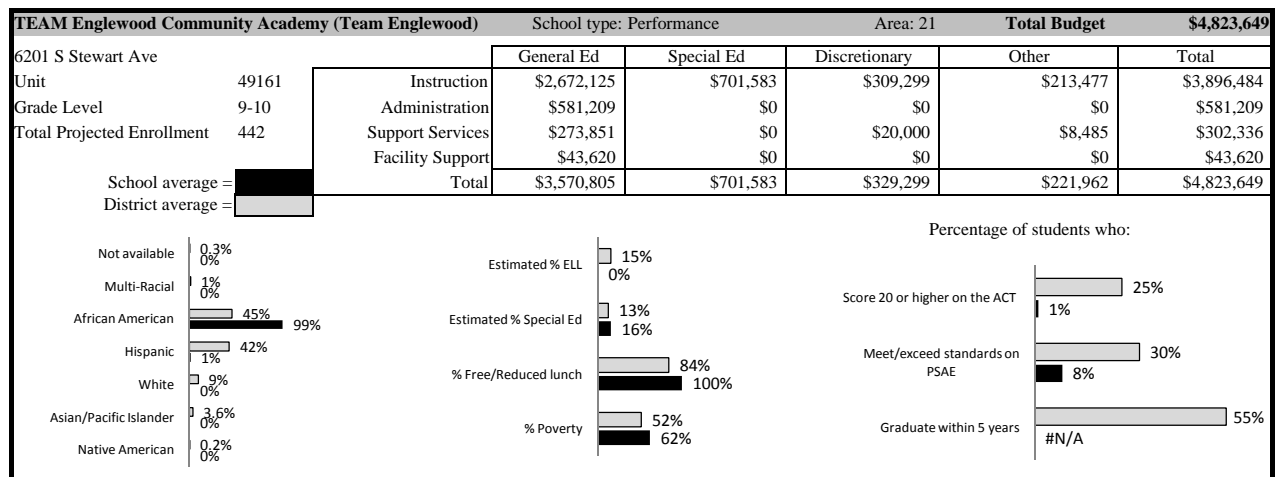 TEAM Englewood Community Academy (Team Englewood) School type: Performance Area: 21 Total Budget $4,823,649
6201 S Stewart Ave General Ed Special Ed Discretionary Other Total
Unit 49161 Instruction $2,672,125 $701,583 $309,299 $213,477 $3,896,484
Grade Level 9-10 Administration $581,209 $0 $0 $0 $581,209
Total Projected Enrollment 442 Support Services $273,851 $0 $20,000 $8,485 $302,336
Facility Support $43,620 $0 $0 $0 $43,620
School average = Total $3,570,805 $701,583 $329,299 $221,962 $4,823,649
District average =
Not available 0.3% 0%
Multi-Racial 1% 0%
African American 45% 99%
Hispanic 42% 1%
White 9% 0%
Asian/Pacific Islander 3.6% 0%
Native American 0.2% 0%
Estimated % ELL 15% 0%
Estimated % Special Ed 13% 16%
% Free/Reduced lunch 84% 100%
% Poverty 52% 62%
Percentage of students who:
Score 20 or higher on the ACT 25% 1%
Meet/exceed standards on
PSAE 30% 8%
Graduate within 5 years 55% #N/A